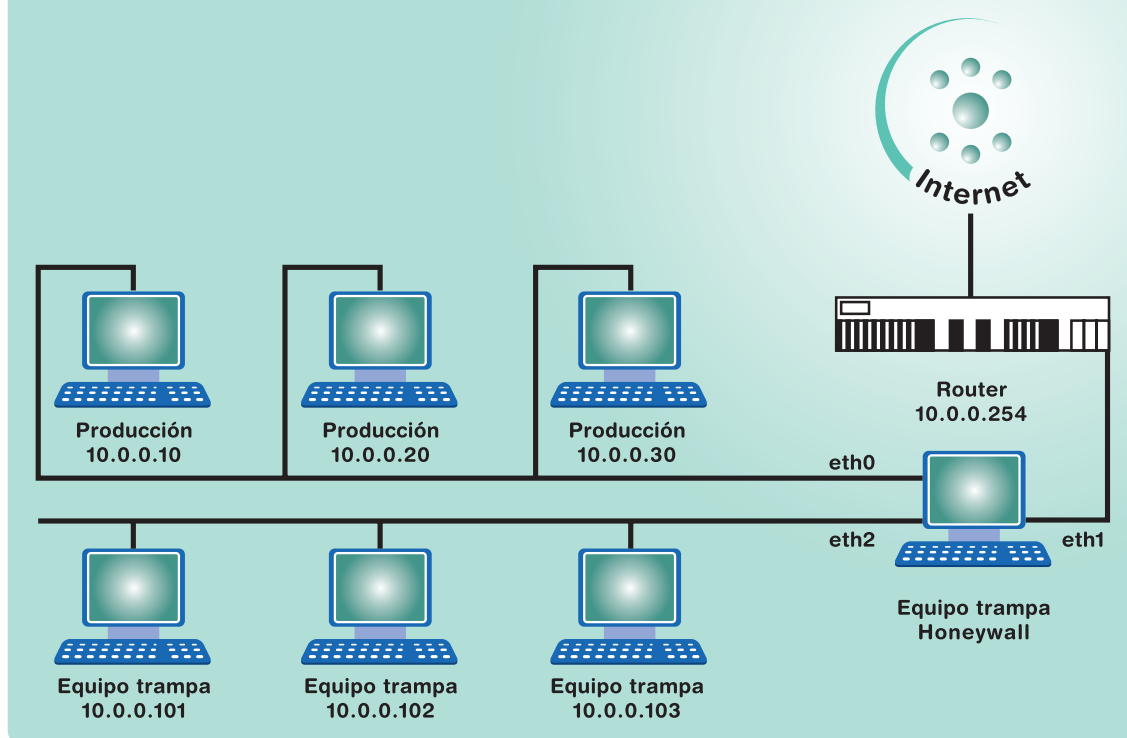 Internet
Router
10.0.0.254
Producción
10.0.0.10
Producción
10.0.0.20
Producción
10.0.0.30
eth0
eth2
eth1
Equipo trampa
Honeywall
Equipo trampa
10.0.0.101
Equipo trampa
10.0.0.102
Equipo trampa
10.0.0.103